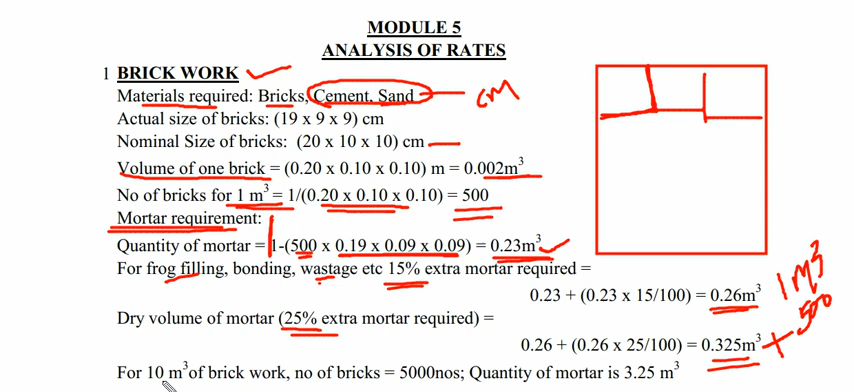 MODULE 5
ANALYSIS OF RATES
1 BRICK WORK
Materials required: Bricks, Cement, Sand CM
Actual size of bricks: (19 x 9 x 9) cm
Nominal Size of bricks: (20 x 10 x 10) cm
Volume of one brick = (0.20 x 0.10 x 0.10) m = 0.002m³
No of bricks for 1 m³ = 1/(0.20 x 0.10 x 0.10) = 500
Mortar requirement:
Quantity of mortar = 1-(500 x 0.19 x 0.09 x 0.09) = 0.23m³
For frog filling, bonding, wastage etc 15% extra mortar required =
0.23 + (0.23 x 15/100) = 0.26m³
1m³
500
Dry volume of mortar (25% extra mortar required) =
0.26 + (0.26 x 25/100) = 0.325m³
For 10 m³of brick work, no of bricks = 5000nos; Quantity of mortar is 3.25 m³